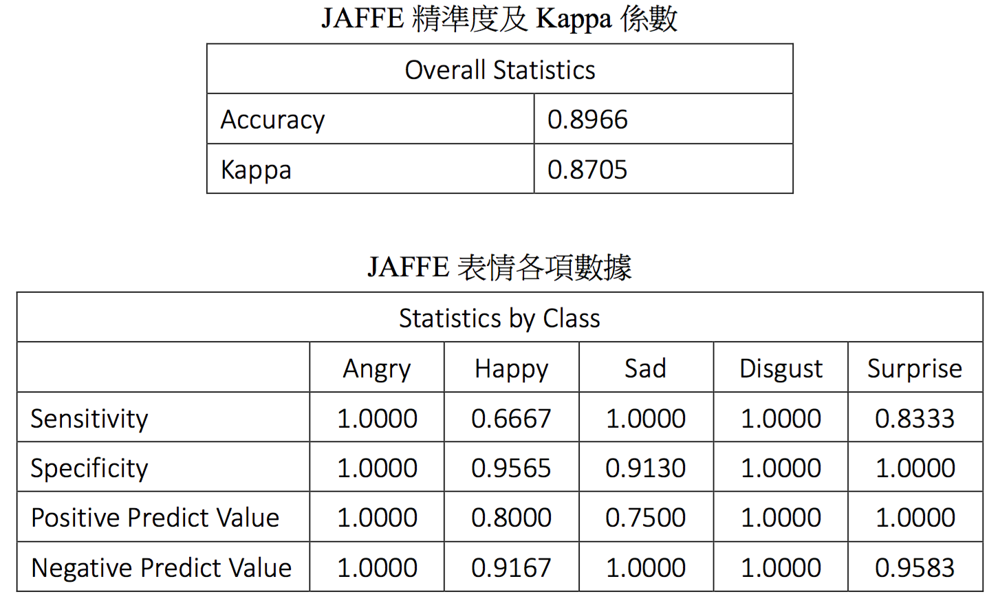 JAFFE 精準度及 Kappa 係數
Overall Statistics
Accuracy 0.8966
Kappa 0.8705
JAFFE 表情各項數據
Statistics by Class
Angry Happy Sad Disgust Surprise
Sensitivity 1.0000 0.6667 1.0000 1.0000 0.8333
Specificity 1.0000 0.9565 0.9130 1.0000 1.0000
Positive Predict Value 1.0000 0.8000 0.7500 1.0000 1.0000
Negative Predict Value 1.0000 0.9167 1.0000 1.0000 0.9583